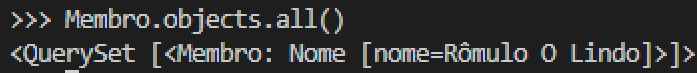 >>> Membro.objects.all()
<QuerySet [<Membro: Nome [nome=Rômulo O Lindo]>]>